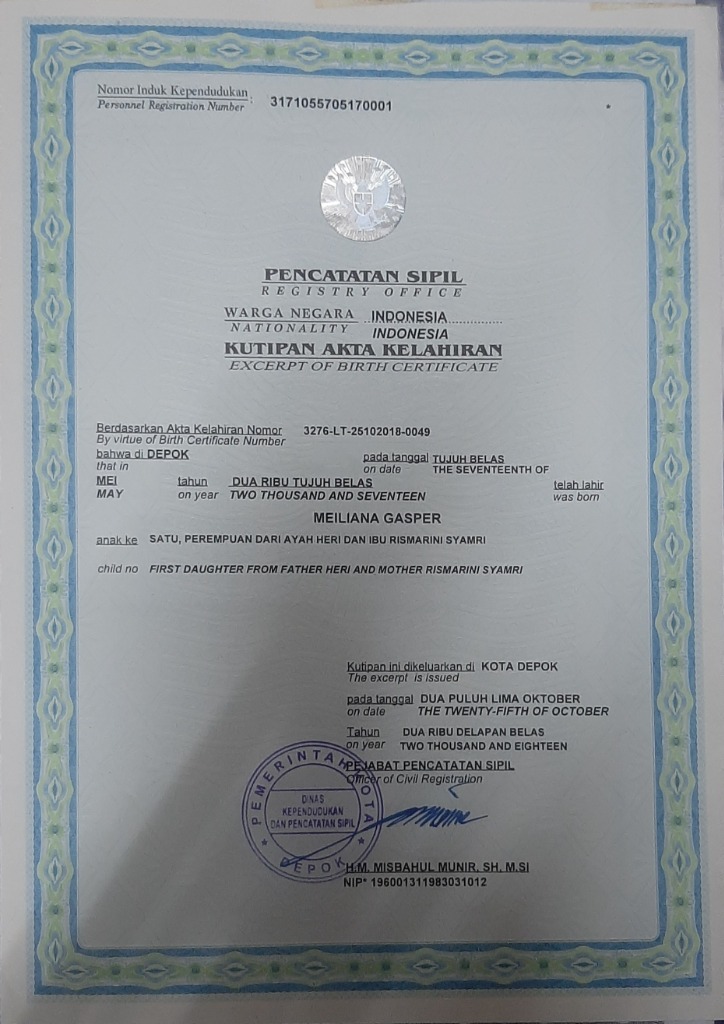 Nomor Induk Kependudukan : 3171055705170001
Personnel Registration Number
*
PENCATATAN SIPIL
REGISTRY OFFICE
WARGA NEGARA ..INDONESIA..............
NATIONALITY INDONESIA
KUTIPAN AKTA KELAHIRAN
EXCERPT OF BIRTH CERTIFICATE
Berdasarkan Akta Kelahiran Nomor 3276-LT-25102018-0049
By virtue of Birth Certificate Number
bahwa di DEPOK pada tanggal TUJUH BELAS
that in on date THE SEVENTEENTH OF
MEI tahun DUA RIBU TUJUH BELAS telah lahir
MAY on year TWO THOUSAND AND SEVENTEEN was born
MEILIANA GASPER
anak ke SATU, PEREMPUAN DARI AYAH HERI DAN IBU RISMARINI SYAMRI
child no FIRST DAUGHTER FROM FATHER HERI AND MOTHER RISMARINI SYAMRI
Kutipan ini dikeluarkan di KOTA DEPOK
The excerpt is issued
pada tanggal DUA PULUH LIMA OKTOBER
on date THE TWENTY-FIFTH OF OCTOBER
Tahun DUA RIBU DELAPAN BELAS
on year TWO THOUSAND AND EIGHTEEN
PEJABAT PENCATATAN SIPIL
Officer of Civil Registration
PEMERINTAH KOTA
DINAS
KEPENDUDUKAN
DAN PENCATATAN SIPIL
DEPOK
H.M. MISBAHUL MUNIR, SH, M.SI
NIP* 196001311983031012